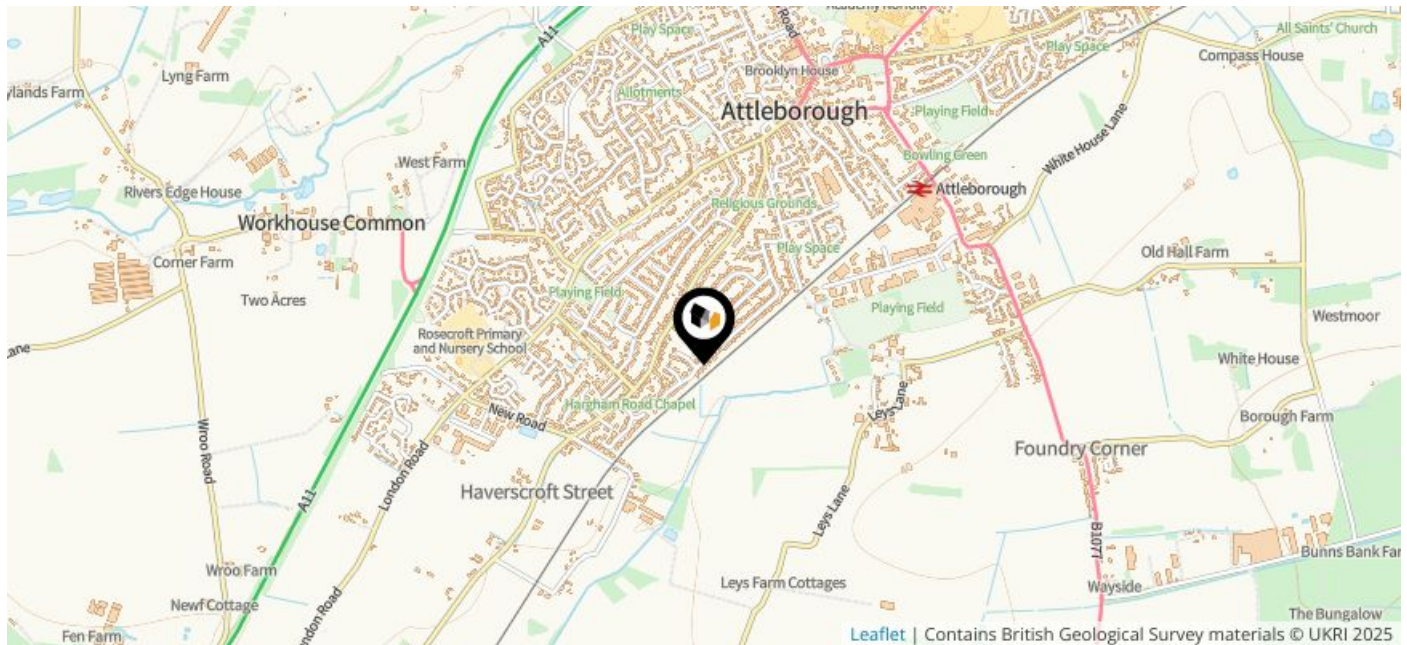 Academy Norfolk
All Saints' Church
Play Space
A11
Road
Play Space
Compass House
Lyng Farm
Brooklyn House
ylands Farm
Allotments
Attleborough
Playing Field
White House Lane
West Farm
Bowling Green
Rivers Edge House
Attleborough
Religious Grounds
Workhouse Common
Play Space
Old Hall Farm
Corner Farm
Two Acres
Playing Field
Playing Field
Westmoor
Rosecroft Primary
and Nursery School
Lane
White House
Hargham Road Chapel
Leys Lane
New Road
Borough Farm
Wroo Road
London Road
Foundry Corner
A11
Haverscroft Street
Leys Lane
B1077
Bunns Bank Far
Wroo Farm
Leys Farm Cottages
Wayside
Newf Cottage
ondon Road
The Bungalow
Fen Farm
Leaflet | Contains British Geological Survey materials © UKRI 2025